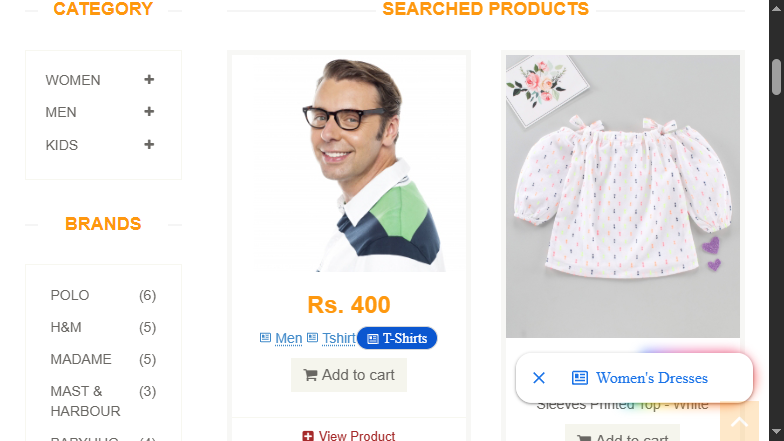 CATEGORY
SEARCHED PRODUCTS
WOMEN
MEN
KIDS
BRANDS
POLO (6)
H&M (5)
MADAME (5)
MAST & HARBOUR (3)
Rs. 400
Men Tshirt T-Shirts
Add to cart
View Product
Women's Dresses
Sleeves Printed Top - White
Add to cart